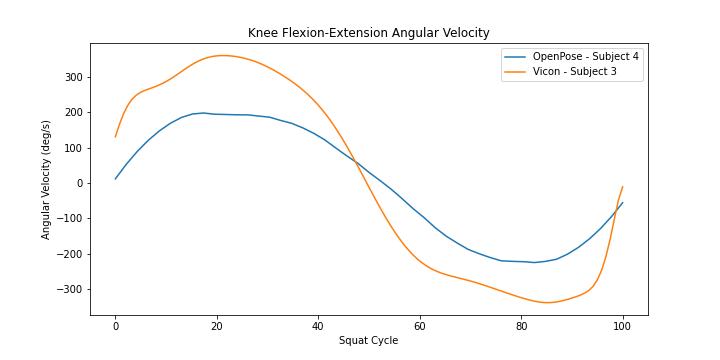 Knee Flexion-Extension Angular Velocity
OpenPose - Subject 4
Vicon - Subject 3
300
200
100
0
−100
−200
−300
Angular Velocity (deg/s)
0 20 40 60 80 100
Squat Cycle